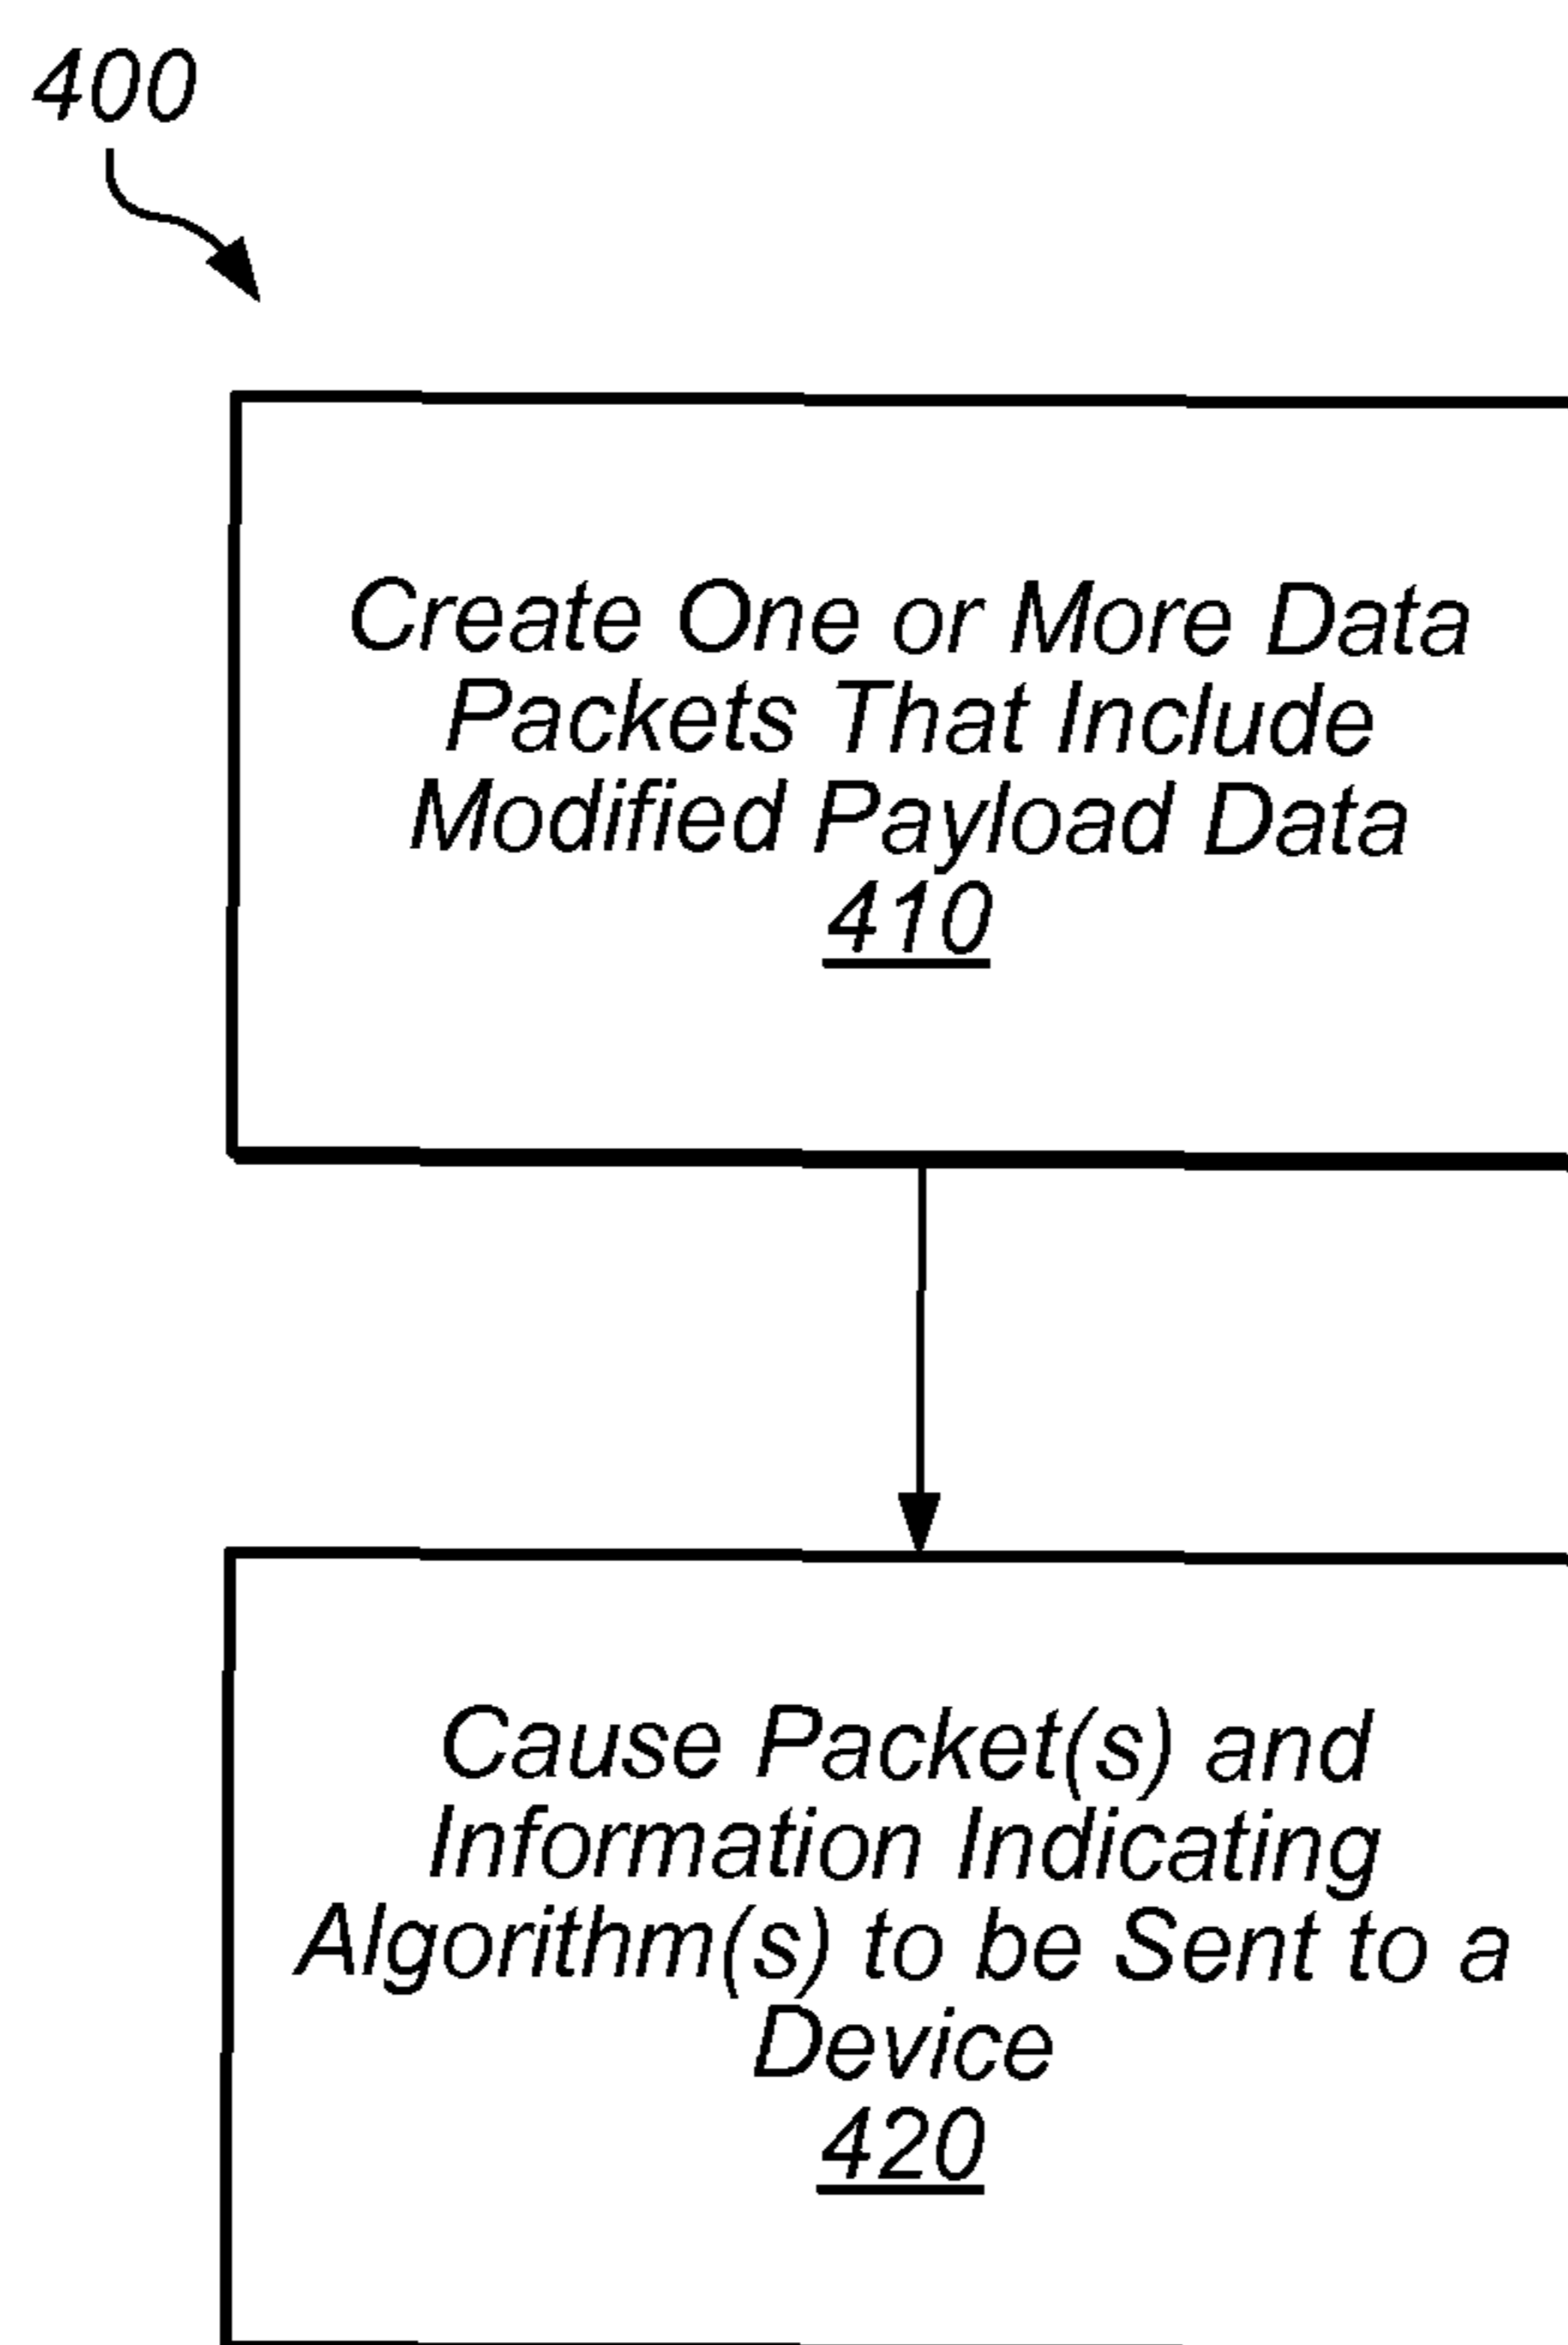 400
Create One or More Data
Packets That Include
Modified Payload Data
410
Cause Packet(s) and
Information Indicating
Algorithm(s) to be Sent to a
Device
420